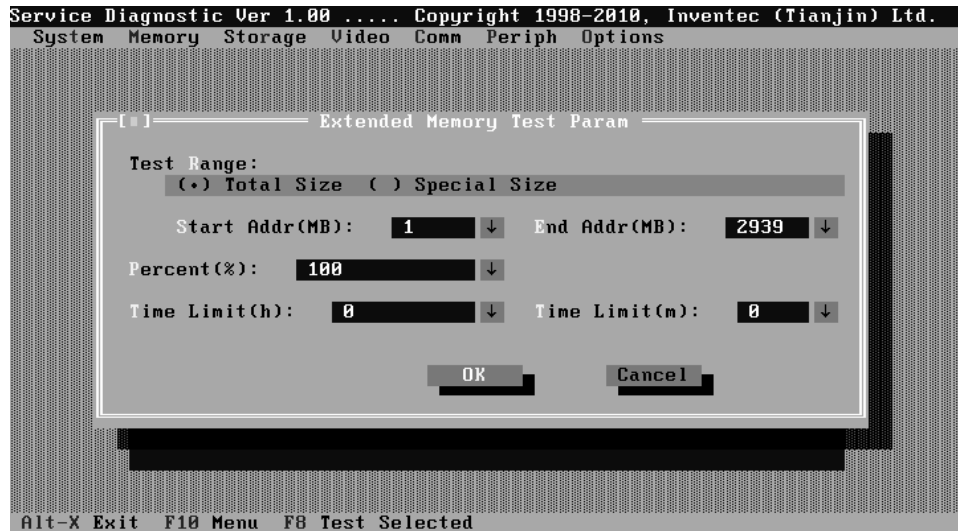 Service Diagnostic Ver 1.00 ..... Copyright 1998-2010, Inventec (Tianjin) Ltd.
System Memory Storage Video Comm Periph Options
[■] Extended Memory Test Param
Test Range:
(•) Total Size ( ) Special Size
Start Addr(MB): 1 ↓ End Addr(MB): 2939 ↓
Percent(%): 100 ↓
Time Limit(h): 0 ↓ Time Limit(m): 0 ↓
OK Cancel
Alt-X Exit F10 Menu F8 Test Selected